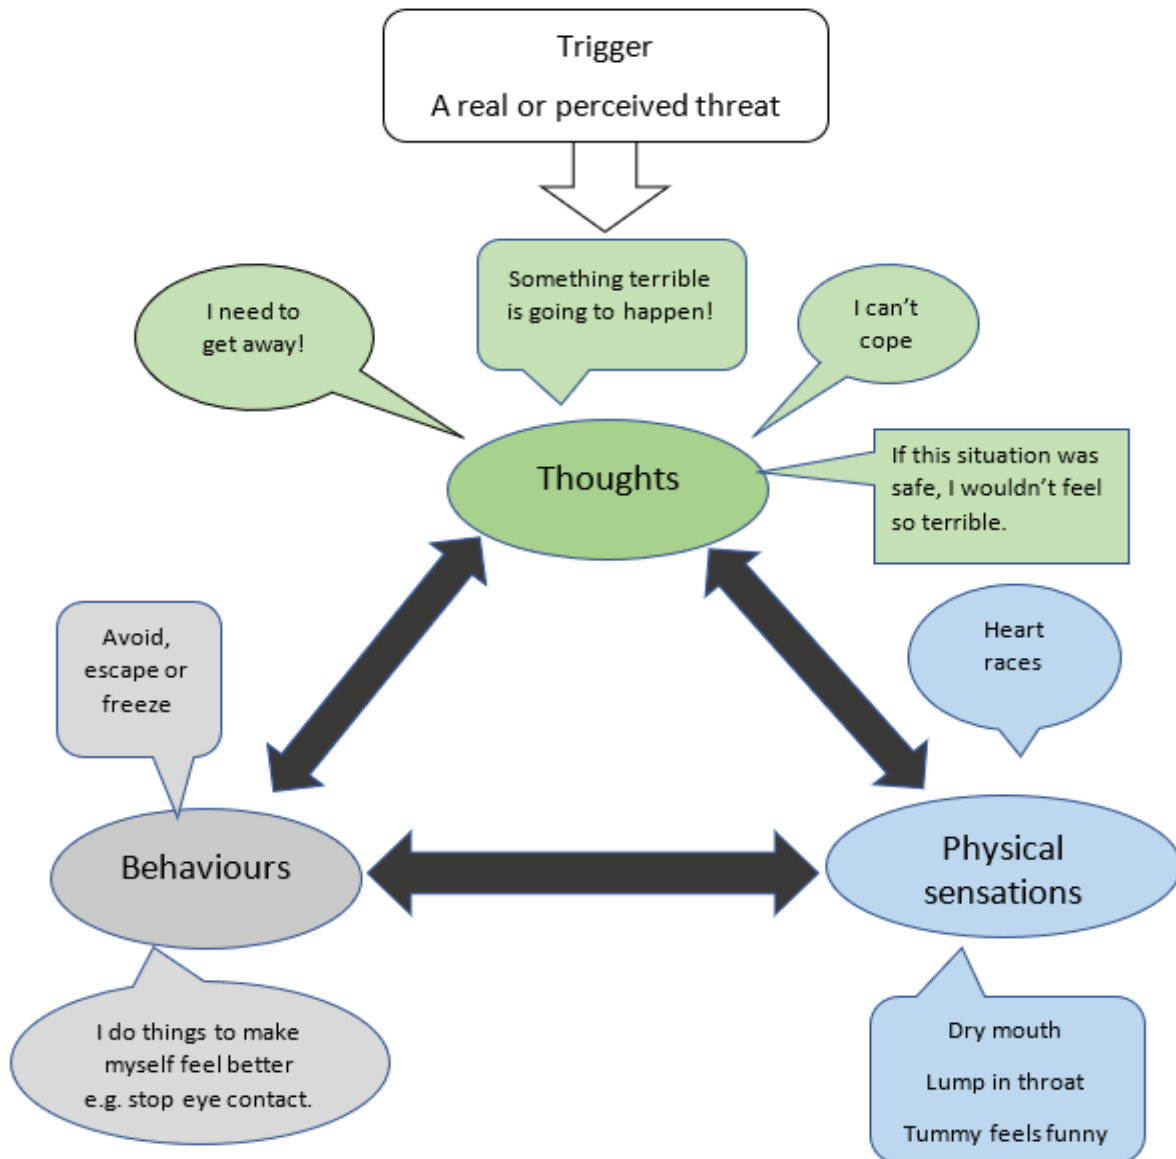 Trigger
A real or perceived threat
Something terrible
is going to happen!
I need to
get away!
I can't
cope
Thoughts
If this situation was
safe, I wouldn't feel
so terrible.
Avoid,
escape or
freeze
Heart
races
Behaviours
Physical
sensations
I do things to make
myself feel better
e.g. stop eye contact.
Dry mouth
Lump in throat
Tummy feels funny